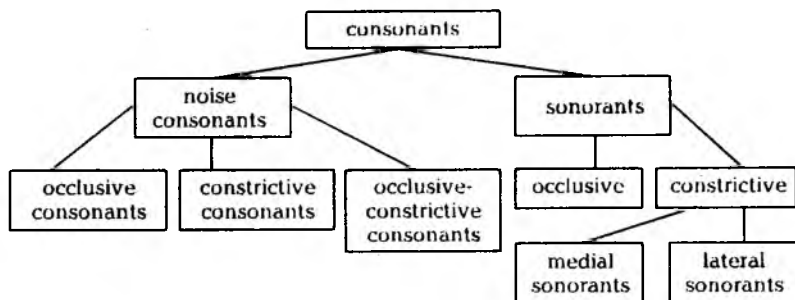 consonants
noise
consonants
sonorants
occlusive
consonants
constrictive
consonants
occlusive-
constrictive
consonants
occlusive
constrictive
medial
sonorants
lateral
sonorants